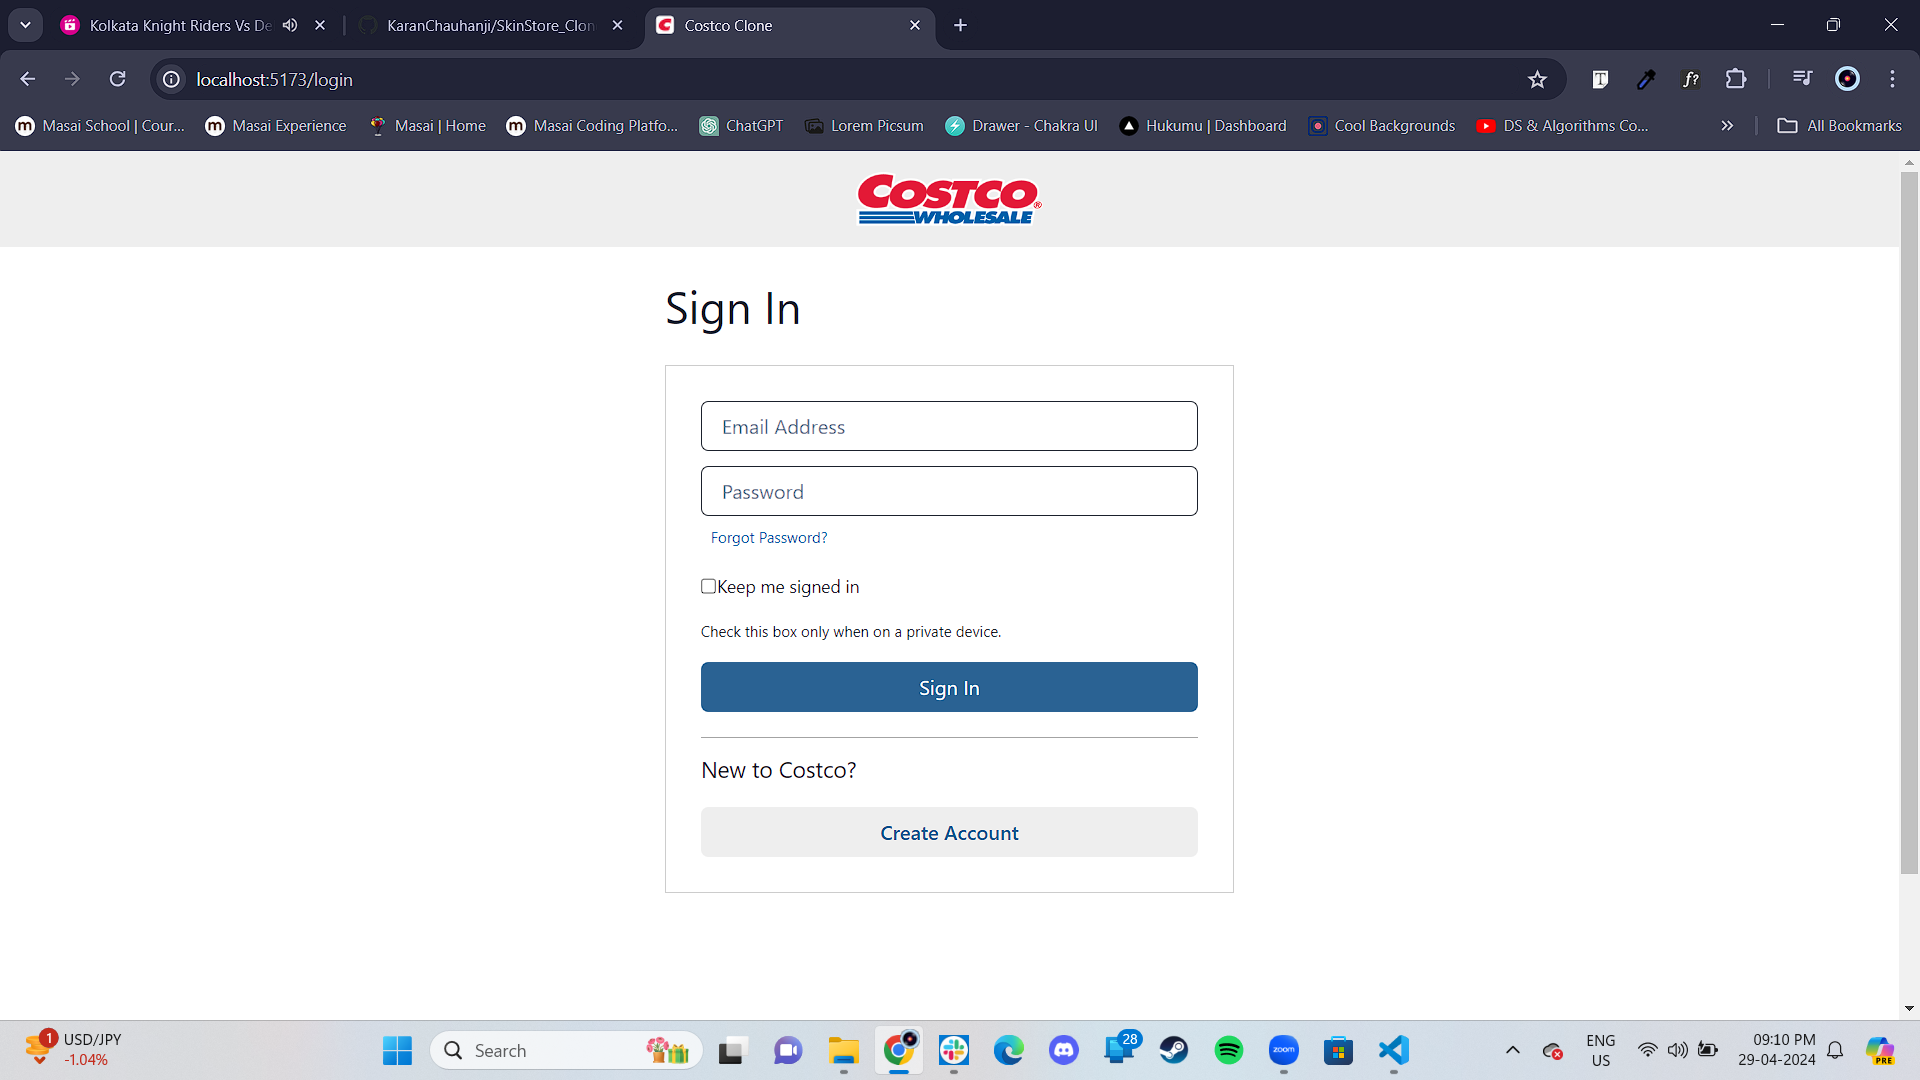 Kolkata Knight Riders Vs De
KaranChauhanji/SkinStore_Clon
Costco Clone
localhost:5173/login
T
f?
Masai School | Cour...
Masai Experience
Masai | Home
Masai Coding Platfo...
ChatGPT
Lorem Picsum
Drawer - Chakra UI
Hukumu | Dashboard
Cool Backgrounds
DS & Algorithms Co...
All Bookmarks
COSTCO®
WHOLESALE
Sign In
Email Address
Password
Forgot Password?
Keep me signed in
Check this box only when on a private device.
Sign In
New to Costco?
Create Account
1
USD/JPY
-1.04%
Search
28
zoom
ENG
US
09:10 PM
29-04-2024
PRE